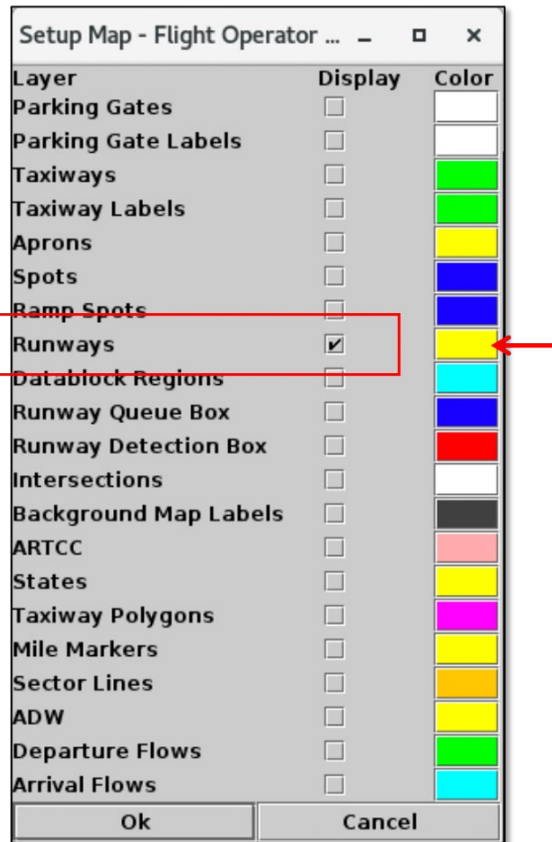 Setup Map - Flight Operator ...
Layer Display Color
Parking Gates
Parking Gate Labels
Taxiways
Taxiway Labels
Aprons
Spots
Ramp Spots
Runways
Datablock Regions
Runway Queue Box
Runway Detection Box
Intersections
Background Map Labels
ARTCC
States
Taxiway Polygons
Mile Markers
Sector Lines
ADW
Departure Flows
Arrival Flows
Ok Cancel